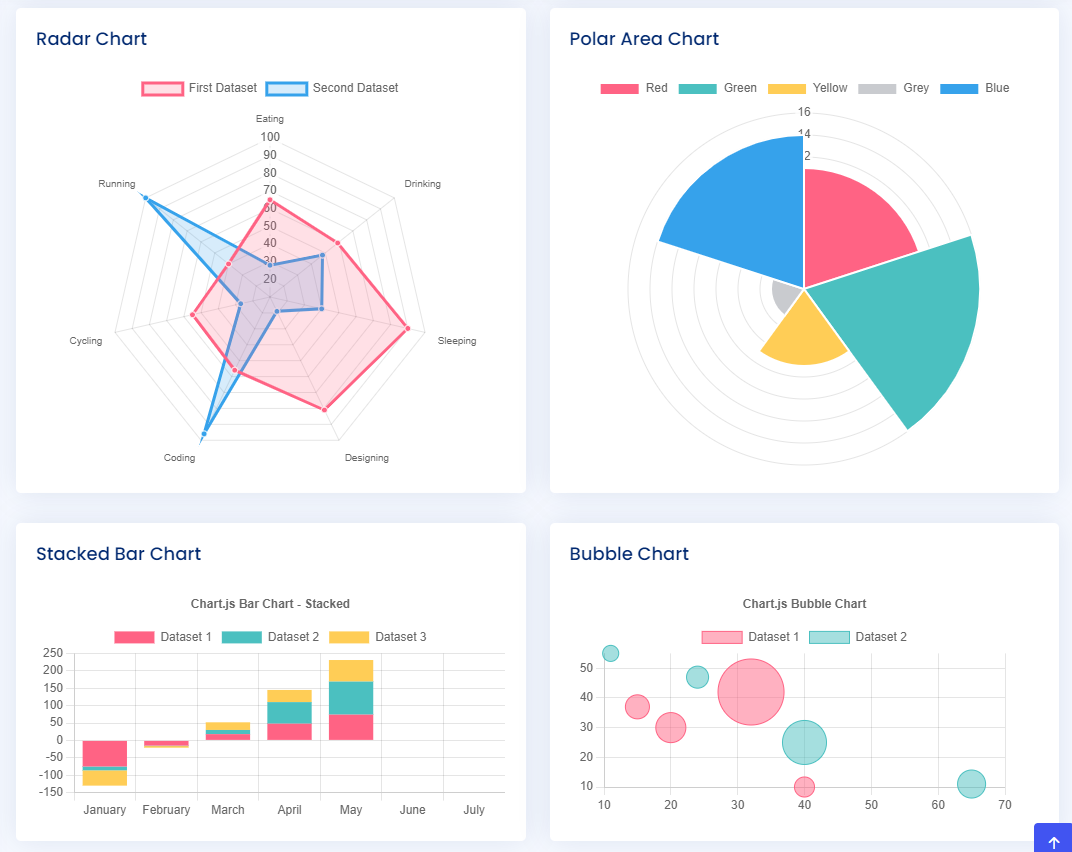 Radar Chart
First Dataset Second Dataset
Eating
100
90
80
70
60
50
40
30
20
Running
Drinking
Cycling
Sleeping
Coding
Designing
Polar Area Chart
Red Green Yellow Grey Blue
16
14
2
Stacked Bar Chart
Chart.js Bar Chart - Stacked
Dataset 1 Dataset 2 Dataset 3
250
200
150
100
50
0
-50
-100
-150
January February March April May June July
Bubble Chart
Chart.js Bubble Chart
Dataset 1 Dataset 2
50
40
30
20
10
10 20 30 40 50 60 70